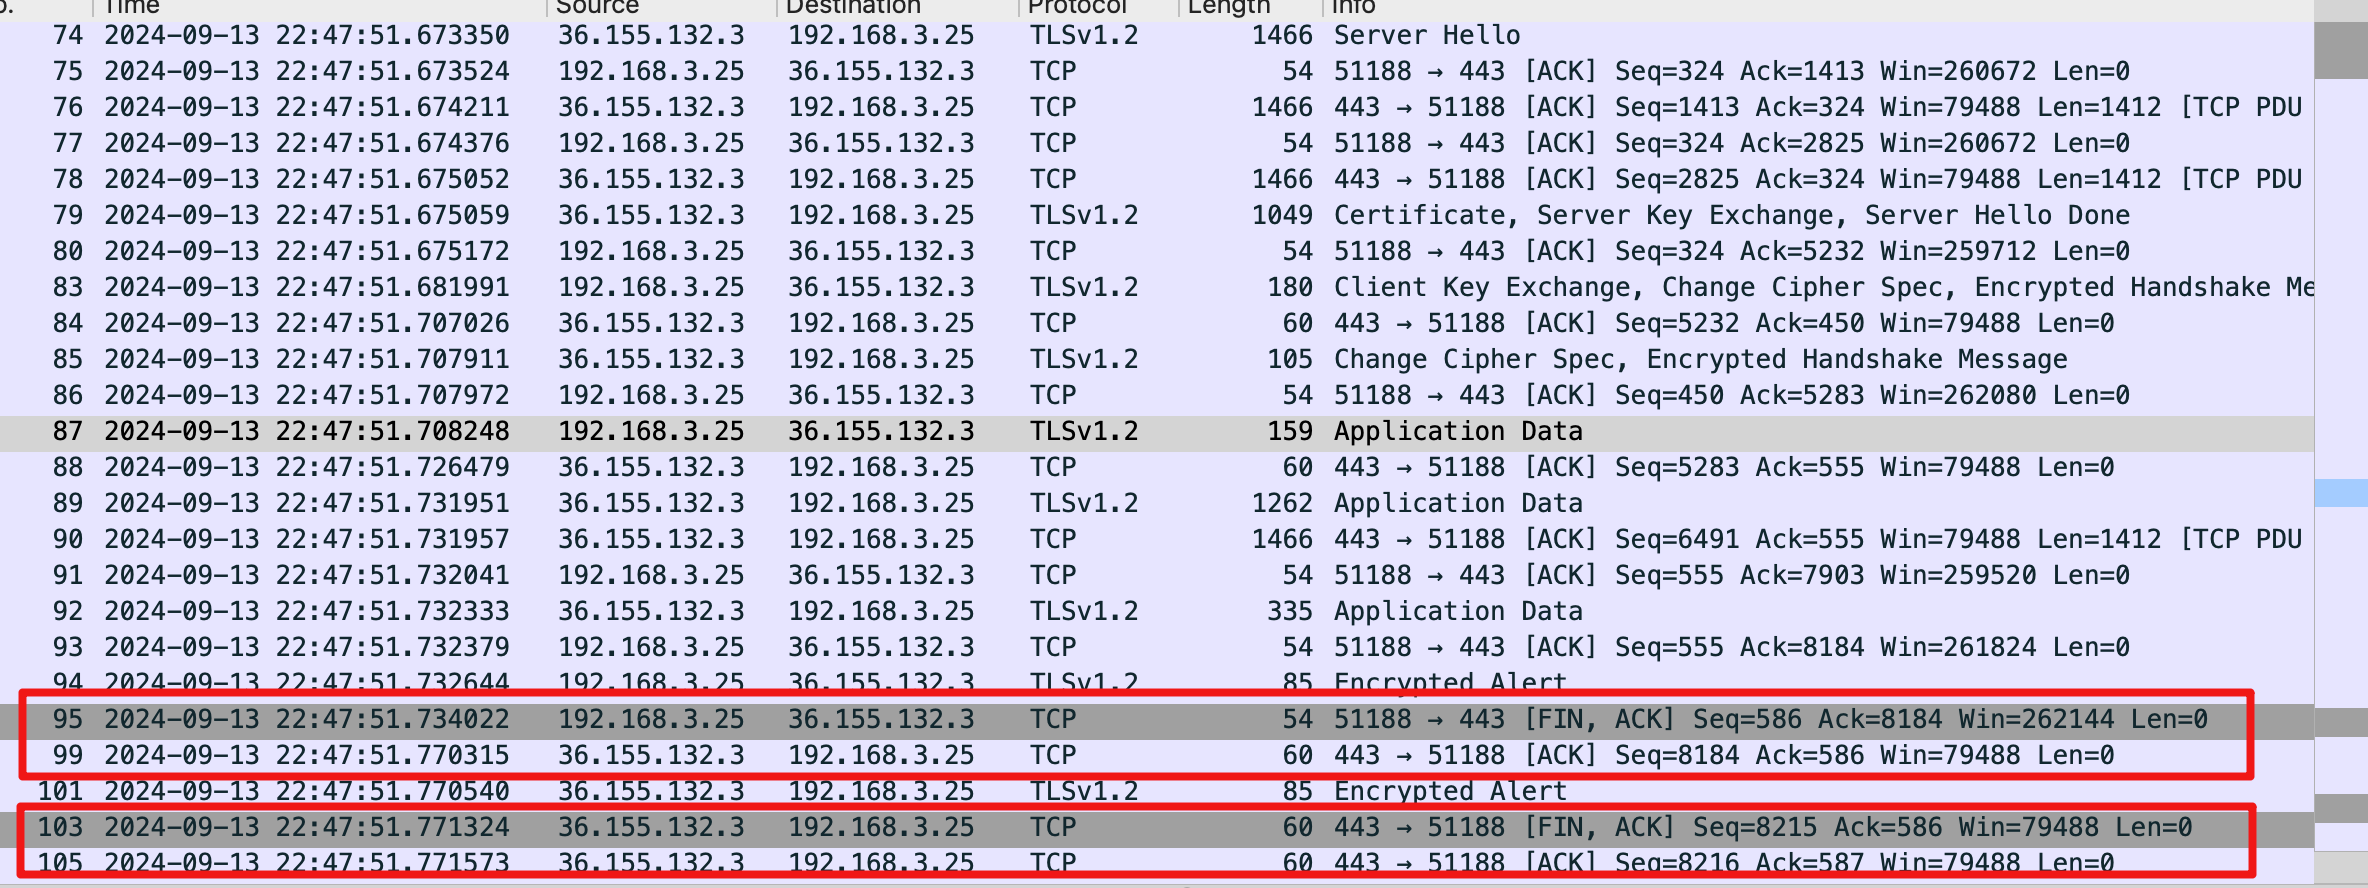 o. Time Source Destination Protocol Length Info
74 2024-09-13 22:47:51.673350 36.155.132.3 192.168.3.25 TLSv1.2 1466 Server Hello
75 2024-09-13 22:47:51.673524 192.168.3.25 36.155.132.3 TCP 54 51188 → 443 [ACK] Seq=324 Ack=1413 Win=260672 Len=0
76 2024-09-13 22:47:51.674211 36.155.132.3 192.168.3.25 TCP 1466 443 → 51188 [ACK] Seq=1413 Ack=324 Win=79488 Len=1412 [TCP PDU
77 2024-09-13 22:47:51.674376 192.168.3.25 36.155.132.3 TCP 54 51188 → 443 [ACK] Seq=324 Ack=2825 Win=260672 Len=0
78 2024-09-13 22:47:51.675052 36.155.132.3 192.168.3.25 TCP 1466 443 → 51188 [ACK] Seq=2825 Ack=324 Win=79488 Len=1412 [TCP PDU
79 2024-09-13 22:47:51.675059 36.155.132.3 192.168.3.25 TLSv1.2 1049 Certificate, Server Key Exchange, Server Hello Done
80 2024-09-13 22:47:51.675172 192.168.3.25 36.155.132.3 TCP 54 51188 → 443 [ACK] Seq=324 Ack=5232 Win=259712 Len=0
83 2024-09-13 22:47:51.681991 192.168.3.25 36.155.132.3 TLSv1.2 180 Client Key Exchange, Change Cipher Spec, Encrypted Handshake Me
84 2024-09-13 22:47:51.707026 36.155.132.3 192.168.3.25 TCP 60 443 → 51188 [ACK] Seq=5232 Ack=450 Win=79488 Len=0
85 2024-09-13 22:47:51.707911 36.155.132.3 192.168.3.25 TLSv1.2 105 Change Cipher Spec, Encrypted Handshake Message
86 2024-09-13 22:47:51.707972 192.168.3.25 36.155.132.3 TCP 54 51188 → 443 [ACK] Seq=450 Ack=5283 Win=262080 Len=0
87 2024-09-13 22:47:51.708248 192.168.3.25 36.155.132.3 TLSv1.2 159 Application Data
88 2024-09-13 22:47:51.726479 36.155.132.3 192.168.3.25 TCP 60 443 → 51188 [ACK] Seq=5283 Ack=555 Win=79488 Len=0
89 2024-09-13 22:47:51.731951 36.155.132.3 192.168.3.25 TLSv1.2 1262 Application Data
90 2024-09-13 22:47:51.731957 36.155.132.3 192.168.3.25 TCP 1466 443 → 51188 [ACK] Seq=6491 Ack=555 Win=79488 Len=1412 [TCP PDU
91 2024-09-13 22:47:51.732041 192.168.3.25 36.155.132.3 TCP 54 51188 → 443 [ACK] Seq=555 Ack=7903 Win=259520 Len=0
92 2024-09-13 22:47:51.732333 36.155.132.3 192.168.3.25 TLSv1.2 335 Application Data
93 2024-09-13 22:47:51.732379 192.168.3.25 36.155.132.3 TCP 54 51188 → 443 [ACK] Seq=555 Ack=8184 Win=261824 Len=0
94 2024-09-13 22:47:51.732644 192.168.3.25 36.155.132.3 TLSv1.2 85 Encrypted Alert
95 2024-09-13 22:47:51.734022 192.168.3.25 36.155.132.3 TCP 54 51188 → 443 [FIN, ACK] Seq=586 Ack=8184 Win=262144 Len=0
99 2024-09-13 22:47:51.770315 36.155.132.3 192.168.3.25 TCP 60 443 → 51188 [ACK] Seq=8184 Ack=586 Win=79488 Len=0
101 2024-09-13 22:47:51.770540 36.155.132.3 192.168.3.25 TLSv1.2 85 Encrypted Alert
103 2024-09-13 22:47:51.771324 36.155.132.3 192.168.3.25 TCP 60 443 → 51188 [FIN, ACK] Seq=8215 Ack=586 Win=79488 Len=0
105 2024-09-13 22:47:51.771573 36.155.132.3 192.168.3.25 TCP 60 443 → 51188 [ACK] Seq=8216 Ack=587 Win=79488 Len=0